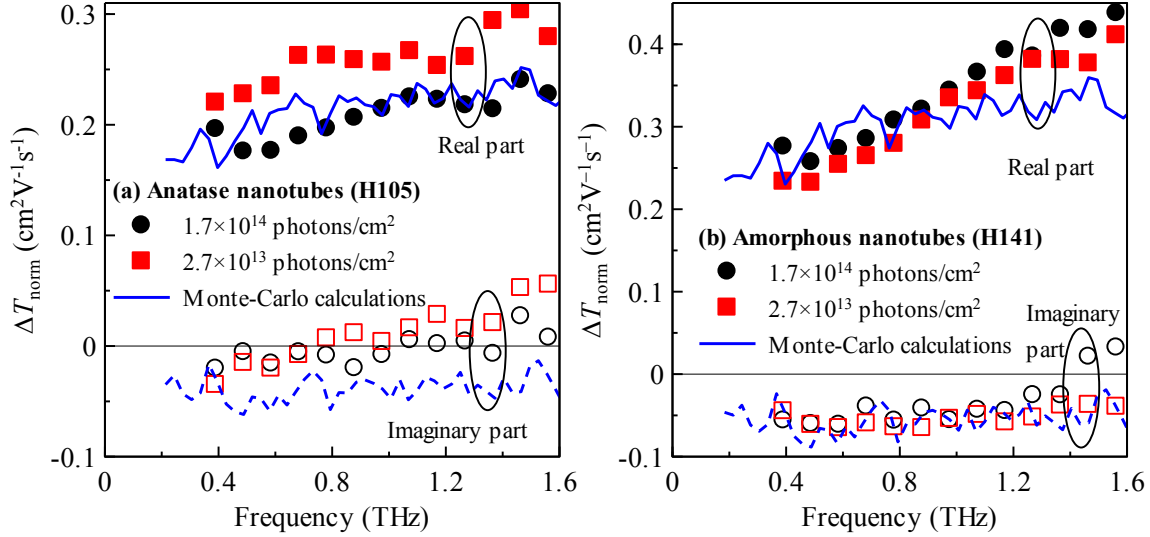 0.3
0.2
0.1
0
-0.1
ΔT_norm (cm²V⁻¹s⁻¹)
Real part
(a) Anatase nanotubes (H105)
1.7×10¹⁴ photons/cm²
2.7×10¹³ photons/cm²
Monte-Carlo calculations
Imaginary part
0.4 0.8 1.2 1.6
Frequency (THz)
0.4
0.3
0.2
0.1
0
-0.1
ΔT_norm (cm²V⁻¹s⁻¹)
Real part
(b) Amorphous nanotubes (H141)
1.7×10¹⁴ photons/cm²
2.7×10¹³ photons/cm²
Monte-Carlo calculations
Imaginary
part
0.4 0.8 1.2 1.6
Frequency (THz)